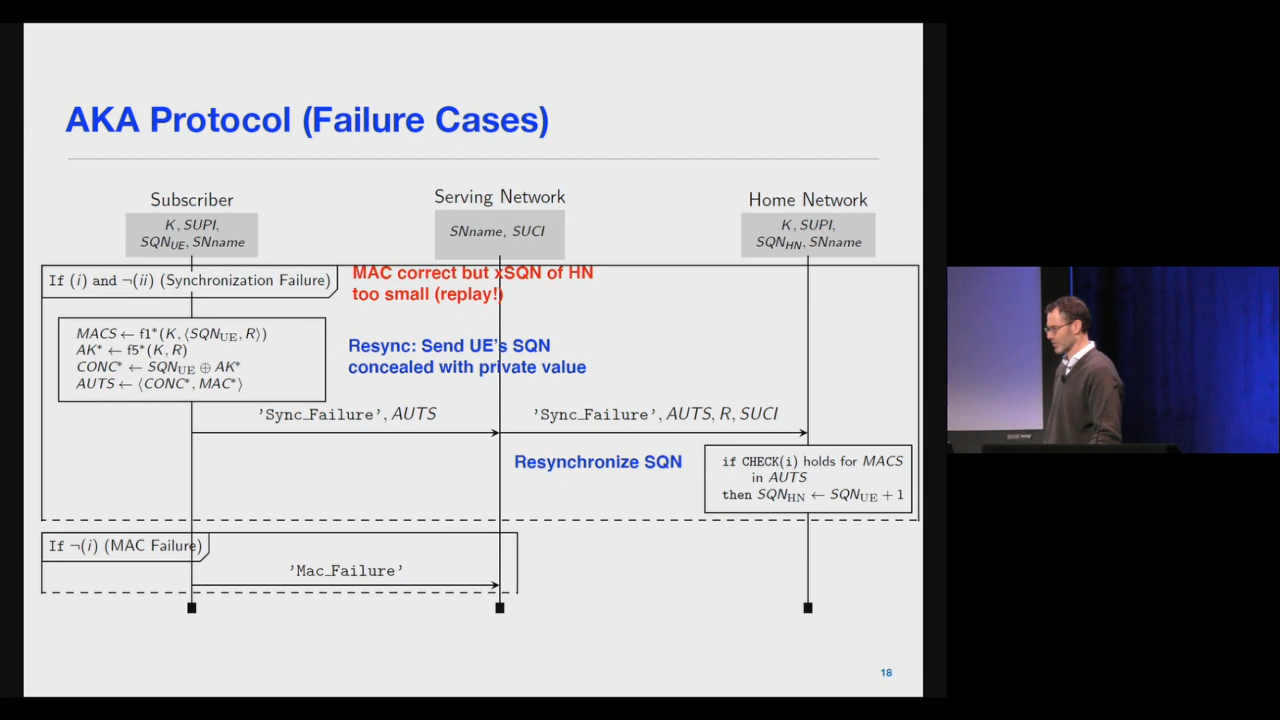 AKA Protocol (Failure Cases)
Subscriber
K, SUPI,
SQN_UE, SNname
Serving Network
SNname, SUCI
Home Network
K, SUPI,
SQN_HN, SNname
If (i) and ¬(ii) (Synchronization Failure)
MAC correct but xSQN of HN
too small (replay!)
MACS ← f1*(K, ⟨SQN_UE, R⟩)
AK* ← f5*(K, R)
CONC* ← SQN_UE ⊕ AK*
AUTS ← ⟨CONC*, MAC*⟩
Resync: Send UE's SQN
concealed with private value
'Sync_Failure', AUTS
'Sync_Failure', AUTS, R, SUCI
Resynchronize SQN
if CHECK(i) holds for MACS
in AUTS
then SQN_HN ← SQN_UE + 1
If ¬(i) (MAC Failure)
'Mac_Failure'
18